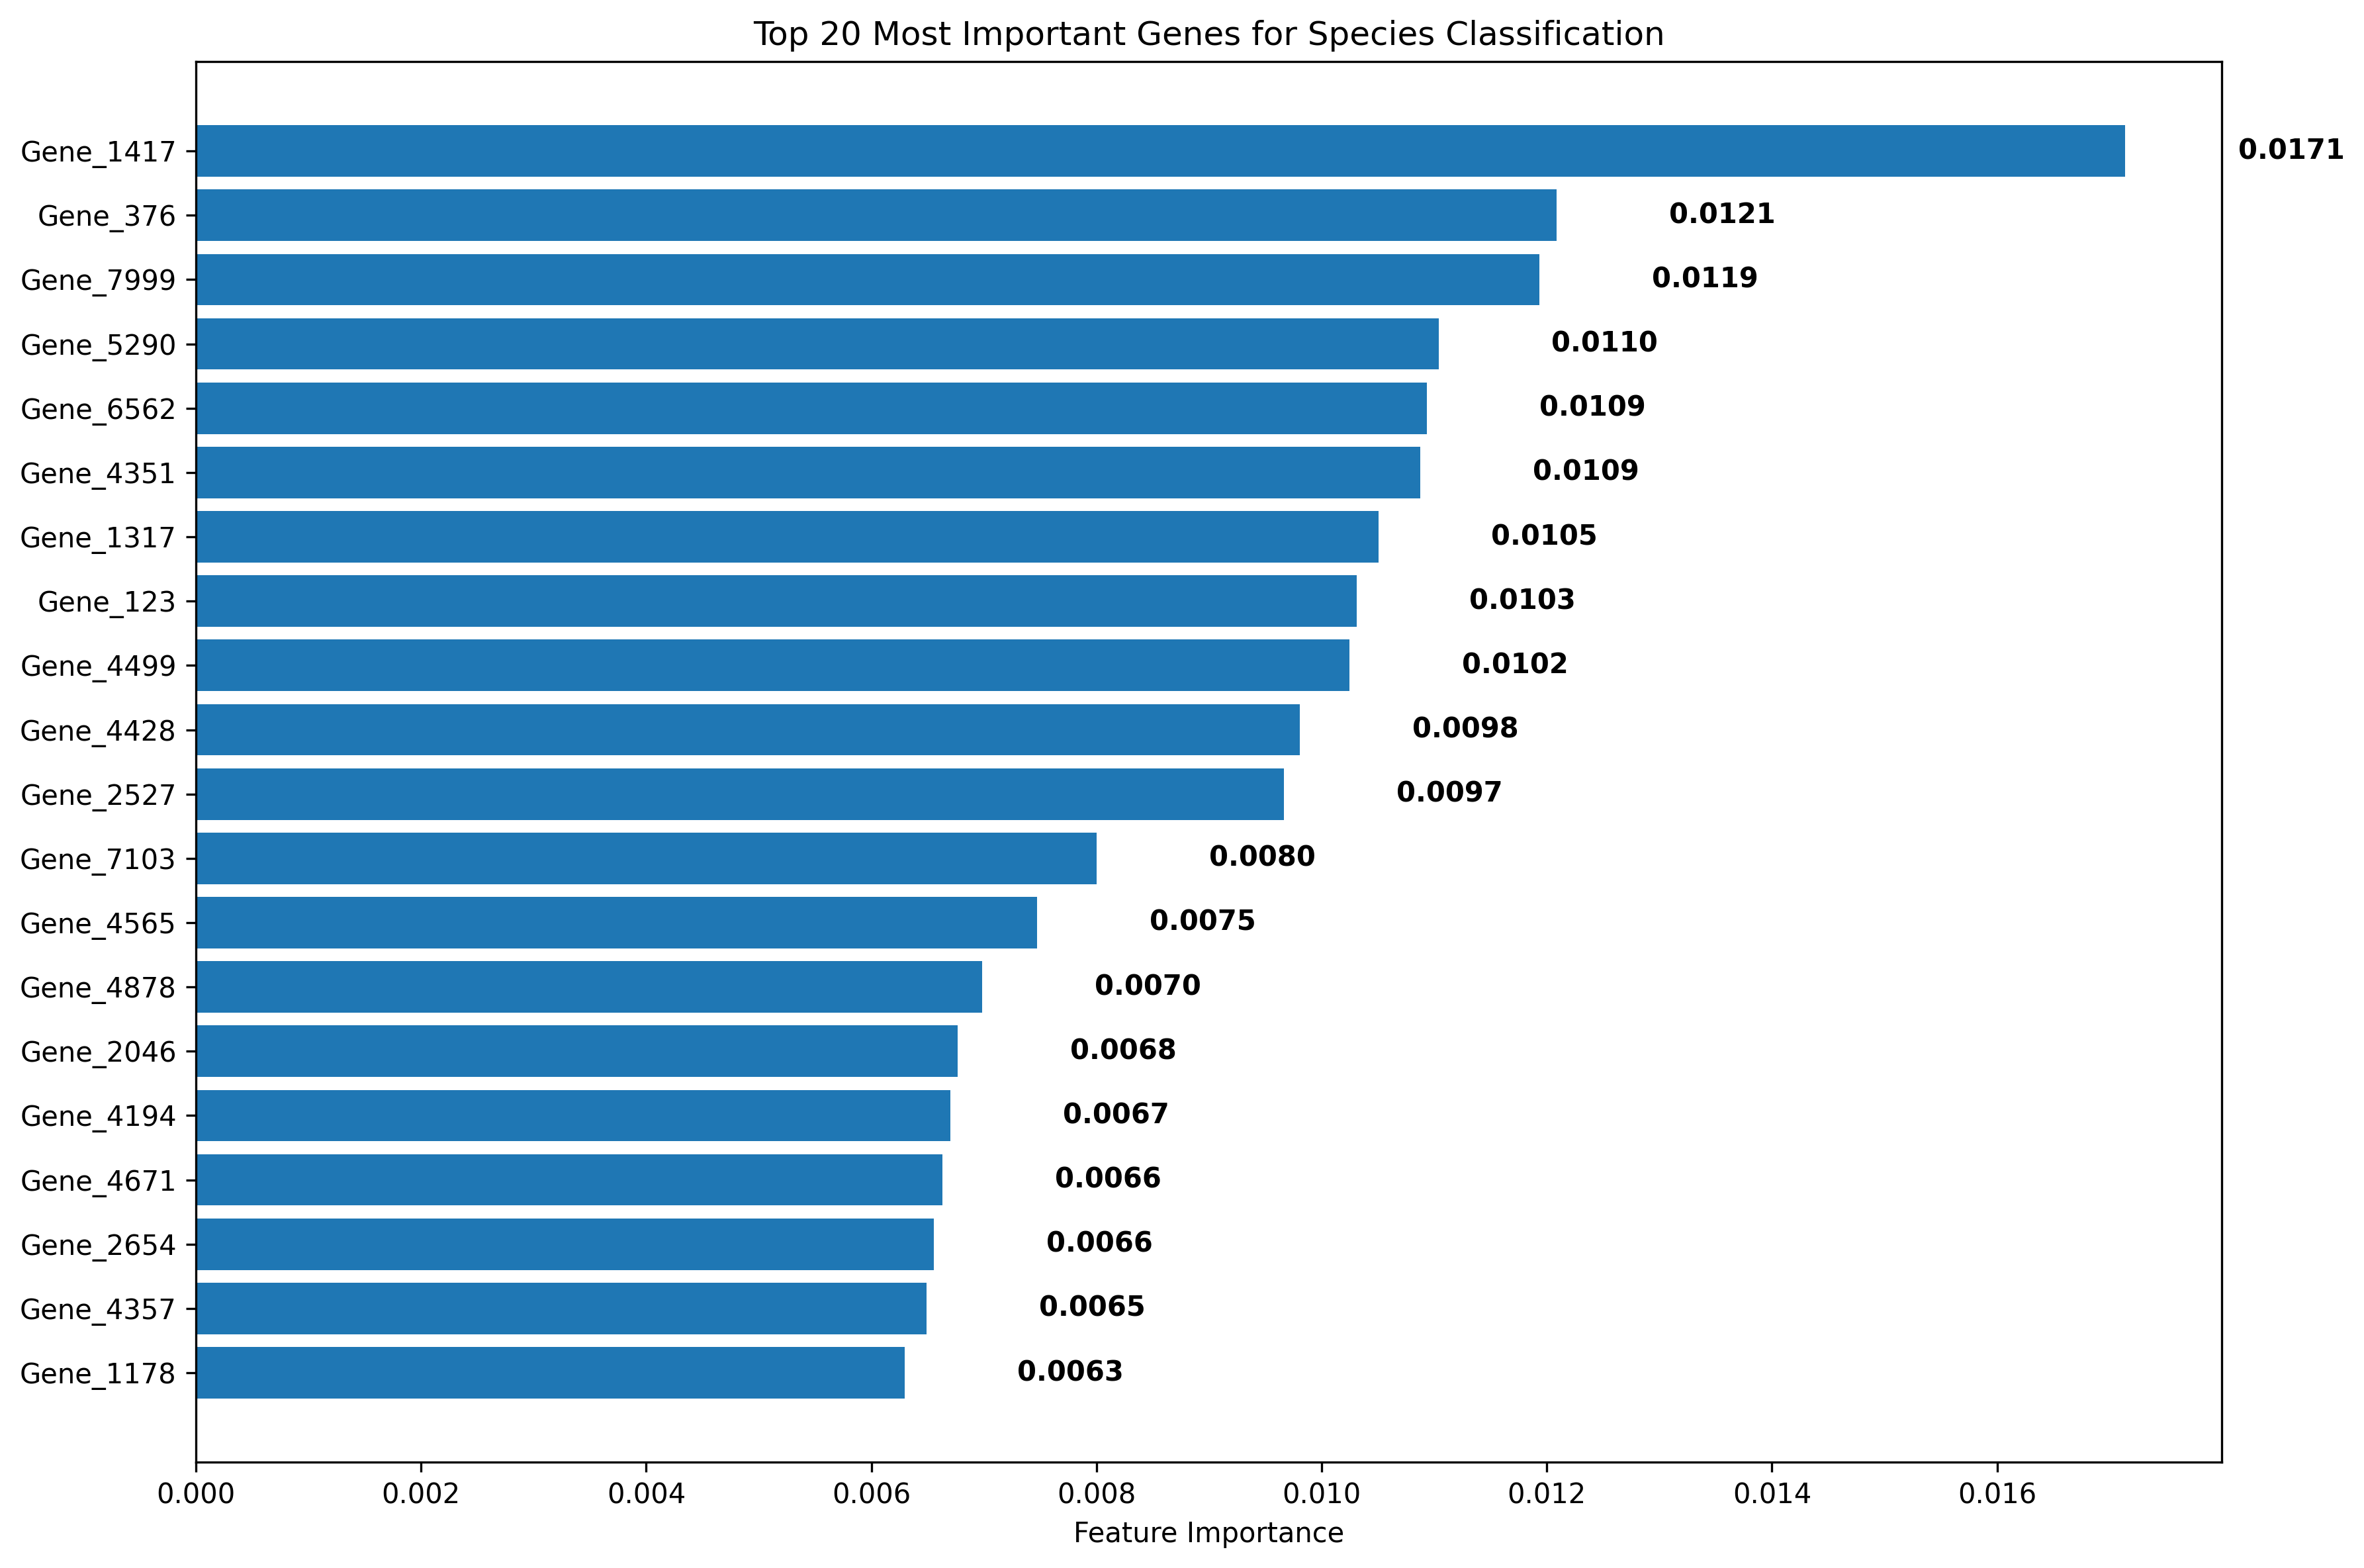 Top 20 Most Important Genes for Species Classification
Gene_1417 0.0171
Gene_376 0.0121
Gene_7999 0.0119
Gene_5290 0.0110
Gene_6562 0.0109
Gene_4351 0.0109
Gene_1317 0.0105
Gene_123 0.0103
Gene_4499 0.0102
Gene_4428 0.0098
Gene_2527 0.0097
Gene_7103 0.0080
Gene_4565 0.0075
Gene_4878 0.0070
Gene_2046 0.0068
Gene_4194 0.0067
Gene_4671 0.0066
Gene_2654 0.0066
Gene_4357 0.0065
Gene_1178 0.0063
0.000 0.002 0.004 0.006 0.008 0.010 0.012 0.014 0.016
Feature Importance